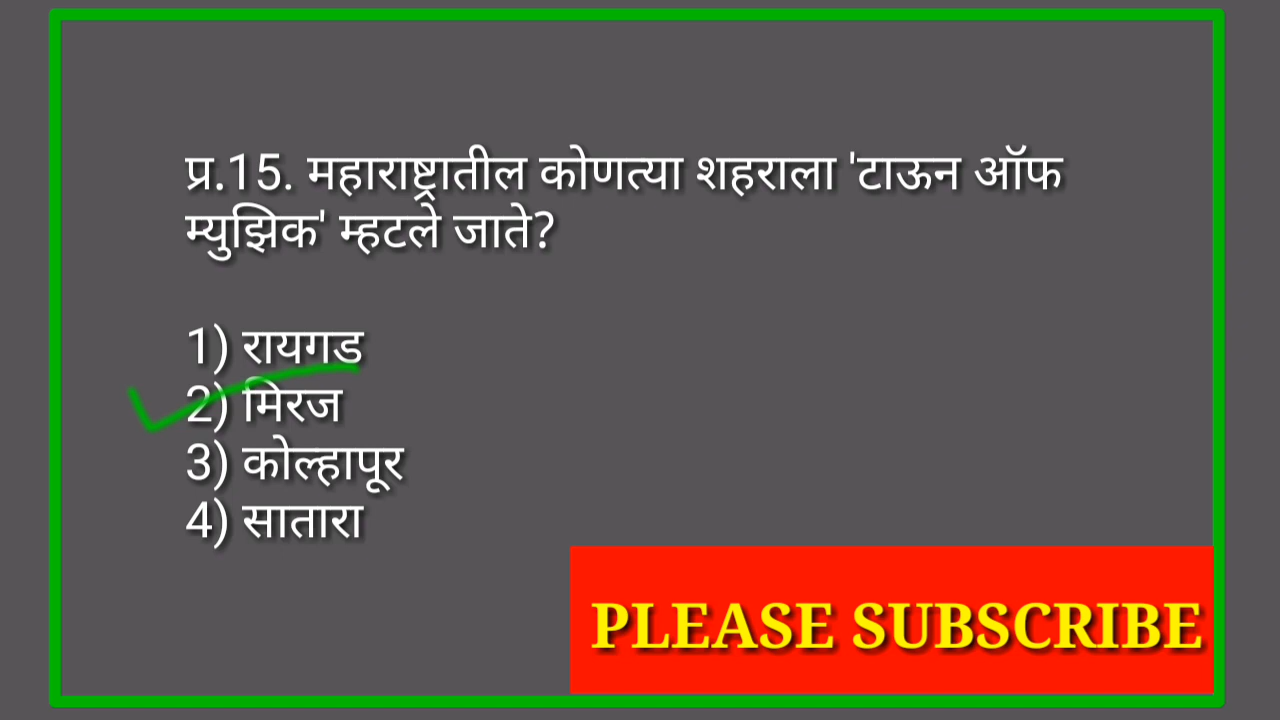 प्र.15. महाराष्ट्रातील कोणत्या शहराला 'टाऊन ऑफ
म्युझिक' म्हटले जाते?
1) रायगड
2) मिरज
3) कोल्हापूर
4) सातारा
PLEASE SUBSCRIBE